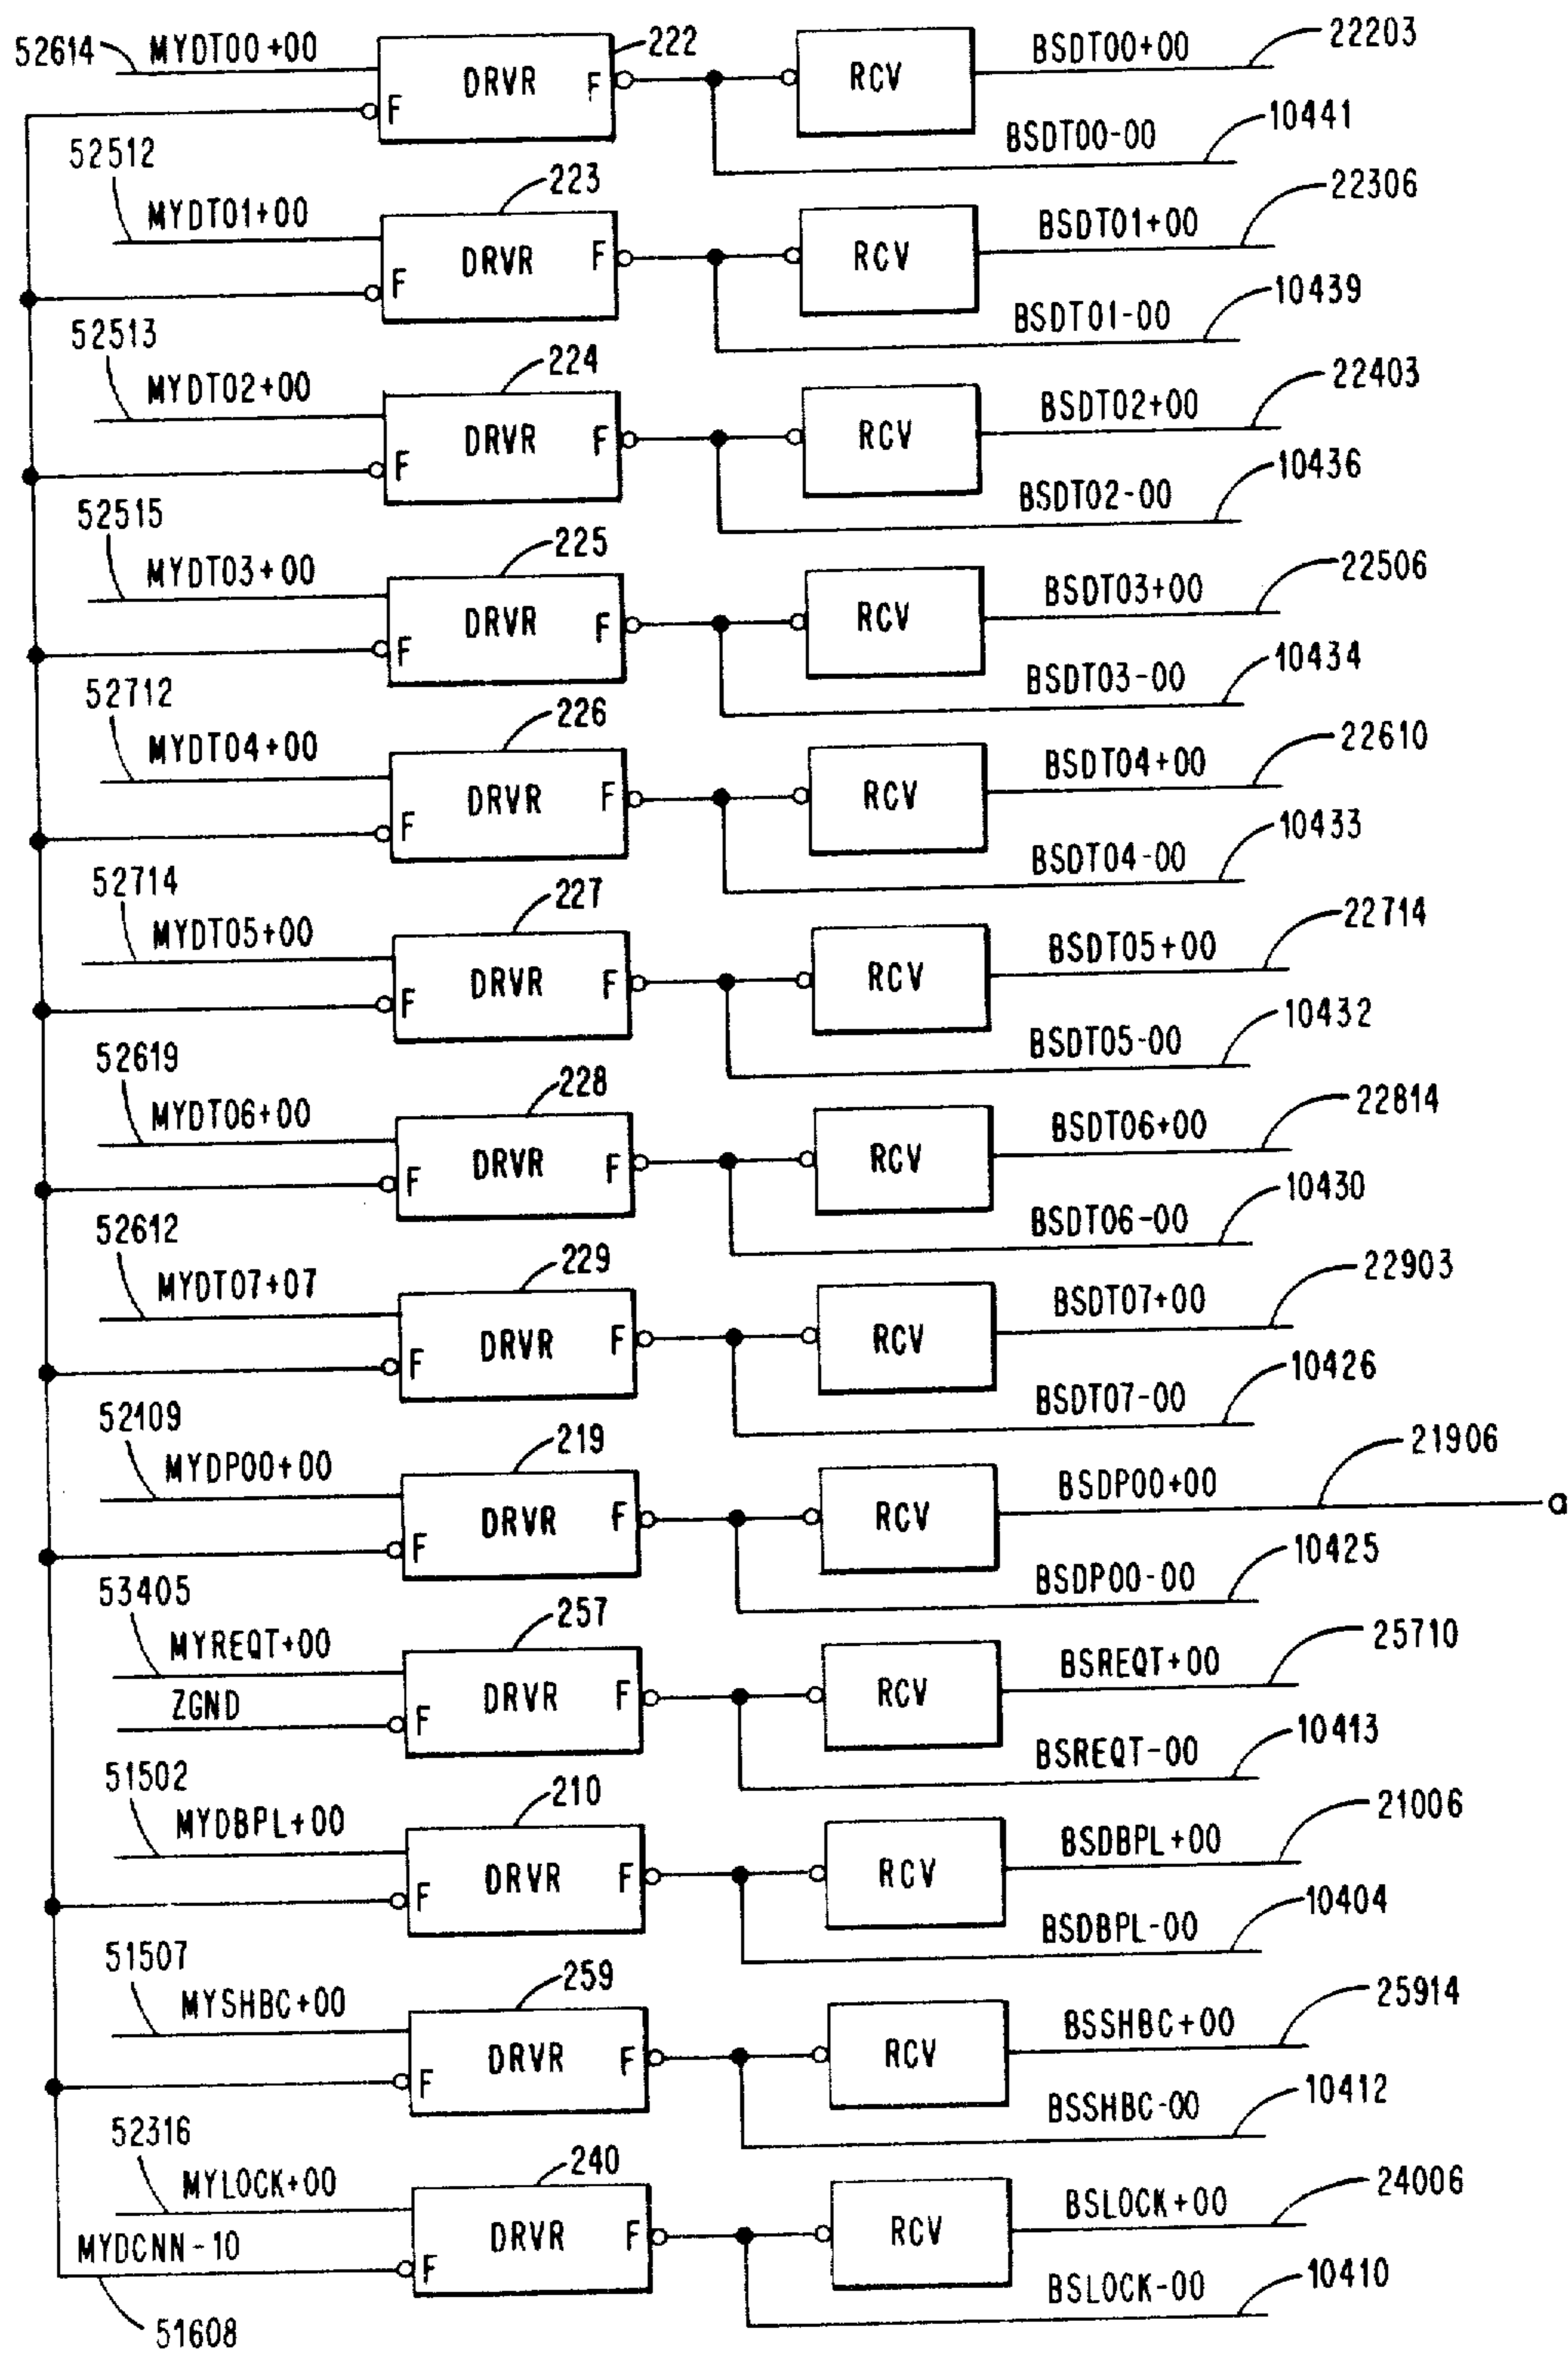 52614 MYDT00+00 DRVR F 222 RCV BSDT00+00 22203
F BSDT00-00 10441
52512 MYDT01+00 DRVR F 223 RCV BSDT01+00 22306
F BSDT01-00 10439
52513 MYDT02+00 DRVR F 224 RCV BSDT02+00 22403
F BSDT02-00 10436
52515 MYDT03+00 DRVR F 225 RCV BSDT03+00 22506
F BSDT03-00 10434
52712 MYDT04+00 DRVR F 226 RCV BSDT04+00 22610
F BSDT04-00 10433
52714 MYDT05+00 DRVR F 227 RCV BSDT05+00 22714
F BSDT05-00 10432
52619 MYDT06+00 DRVR F 228 RCV BSDT06+00 22814
F BSDT06-00 10430
52612 MYDT07+07 DRVR F 229 RCV BSDT07+00 22903
F BSDT07-00 10426
52109 MYDP00+00 DRVR F 219 RCV BSDP00+00 21906 a
F BSDP00-00 10425
53405 MYREQT+00 DRVR F 257 RCV BSREQT+00 25710
ZGND F BSREQT-00 10413
51502 MYDBPL+00 DRVR F 210 RCV BSDBPL+00 21006
F BSDBPL-00 10404
51507 MYSHBC+00 DRVR F 259 RCV BSSHBC+00 25914
F BSSHBC-00 10412
52316 MYLOCK+00 DRVR F 240 RCV BSLOCK+00 24006
MYDCNN-10 F BSLOCK-00 10410
51608